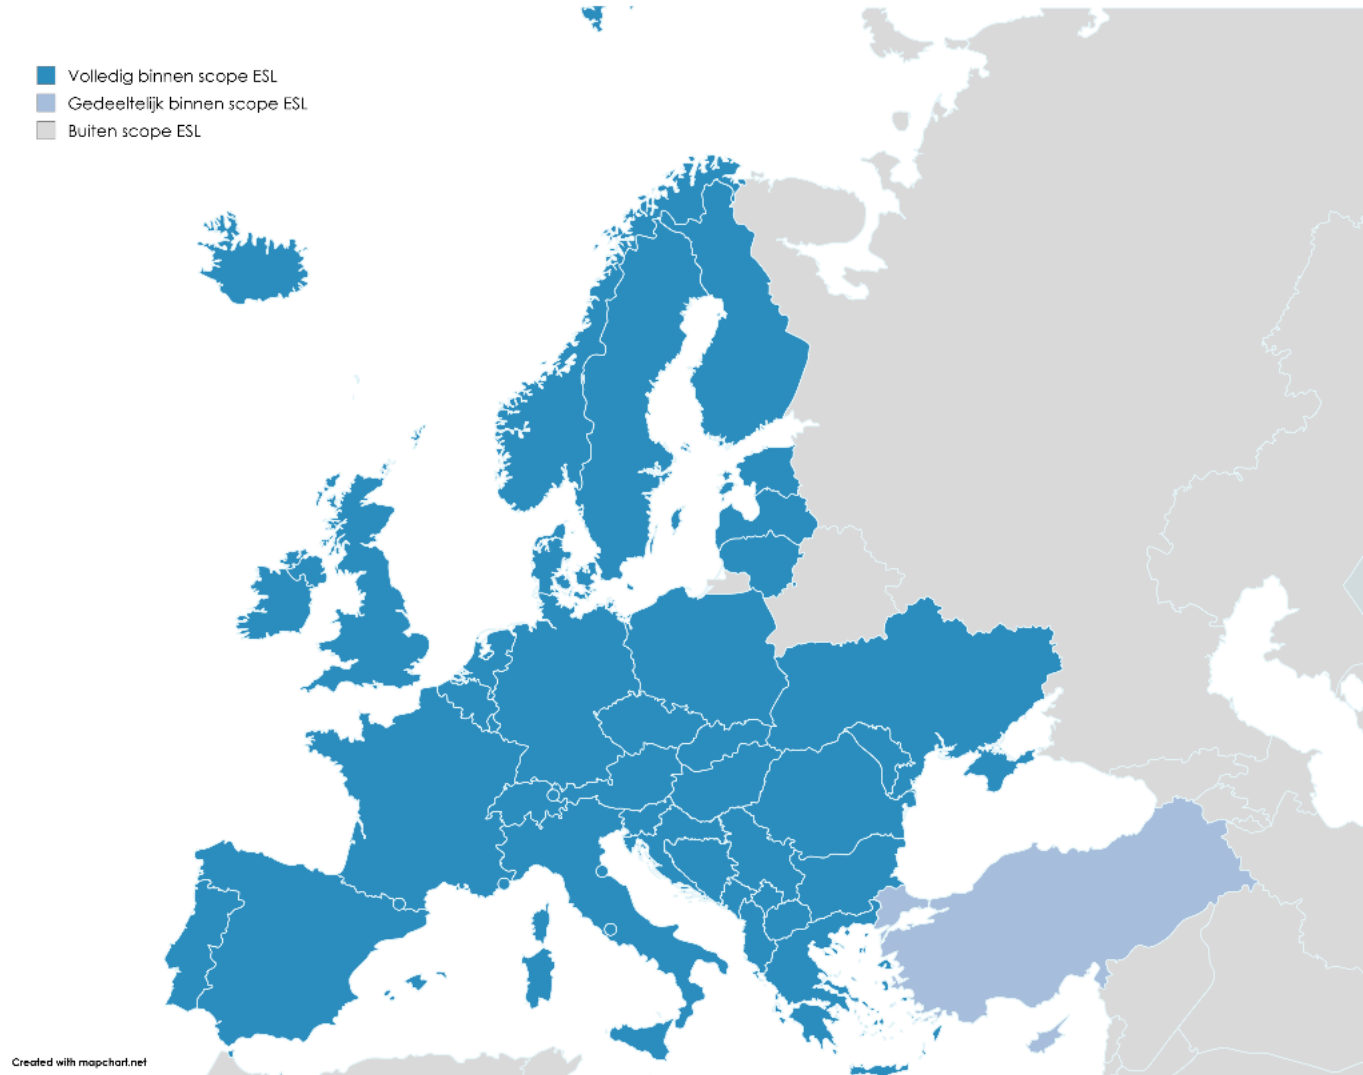 Volledig binnen scope ESL
Gedeeltelijk binnen scope ESL
Buiten scope ESL
Created with mapchart.net